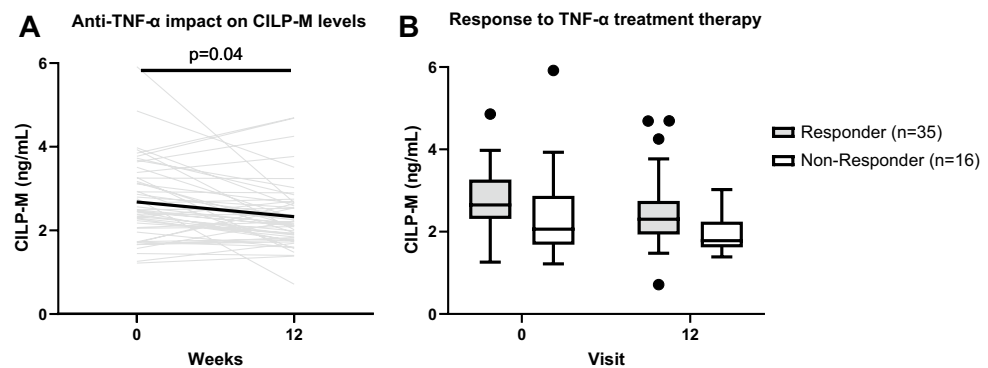 A
Anti-TNF-α impact on CILP-M levels
p=0.04
6
4
2
0
CILP-M (ng/mL)
0
12
Weeks
B
Response to TNF-α treatment therapy
6
4
2
0
CILP-M (ng/mL)
0
12
Visit
Responder (n=35)
Non-Responder (n=16)